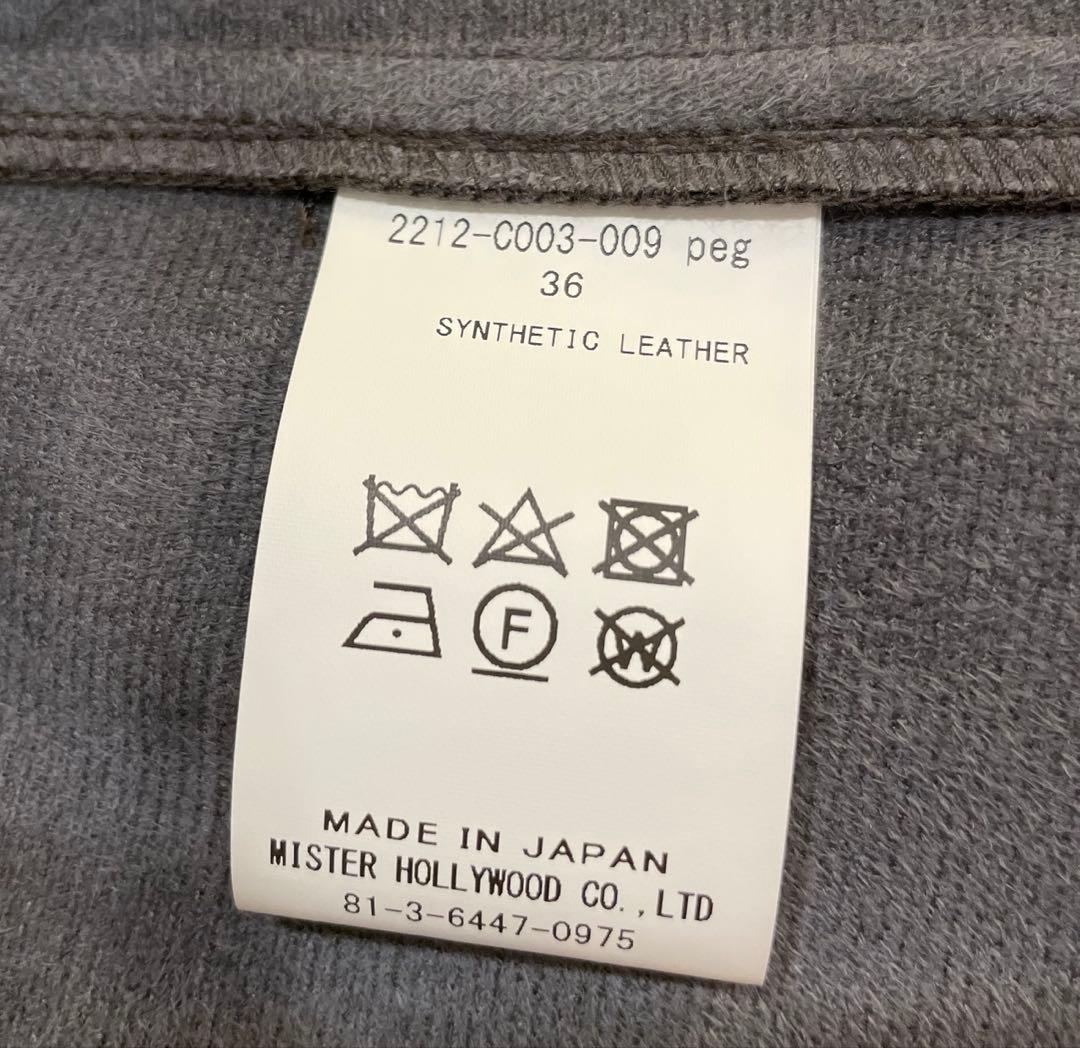 2212-C003-009 peg
36
SYNTHETIC LEATHER
F
W
MADE IN JAPAN
MISTER HOLLYWOOD CO.,LTD
81-3-6447-0975